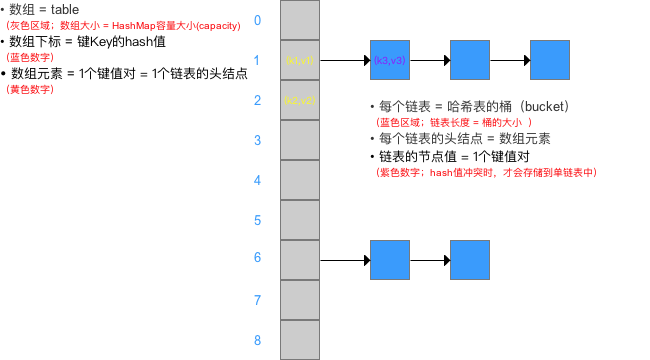 • 数组 = table
（灰色区域；数组大小 = HashMap容量大小(capacity)
• 数组下标 = 键Key的hash值
（蓝色数字）
• 数组元素 = 1个键值对 = 1个链表的头结点
（黄色数字）
0
1
(k1,v1)
(k3,v3)
2
(k2,v2)
3
4
5
6
7
8
• 每个链表 = 哈希表的桶（bucket）
（蓝色区域；链表长度 = 桶的大小 ）
• 每个链表的头结点 = 数组元素
• 链表的节点值 = 1个键值对
（紫色数字；hash值冲突时，才会存储到单链表中）